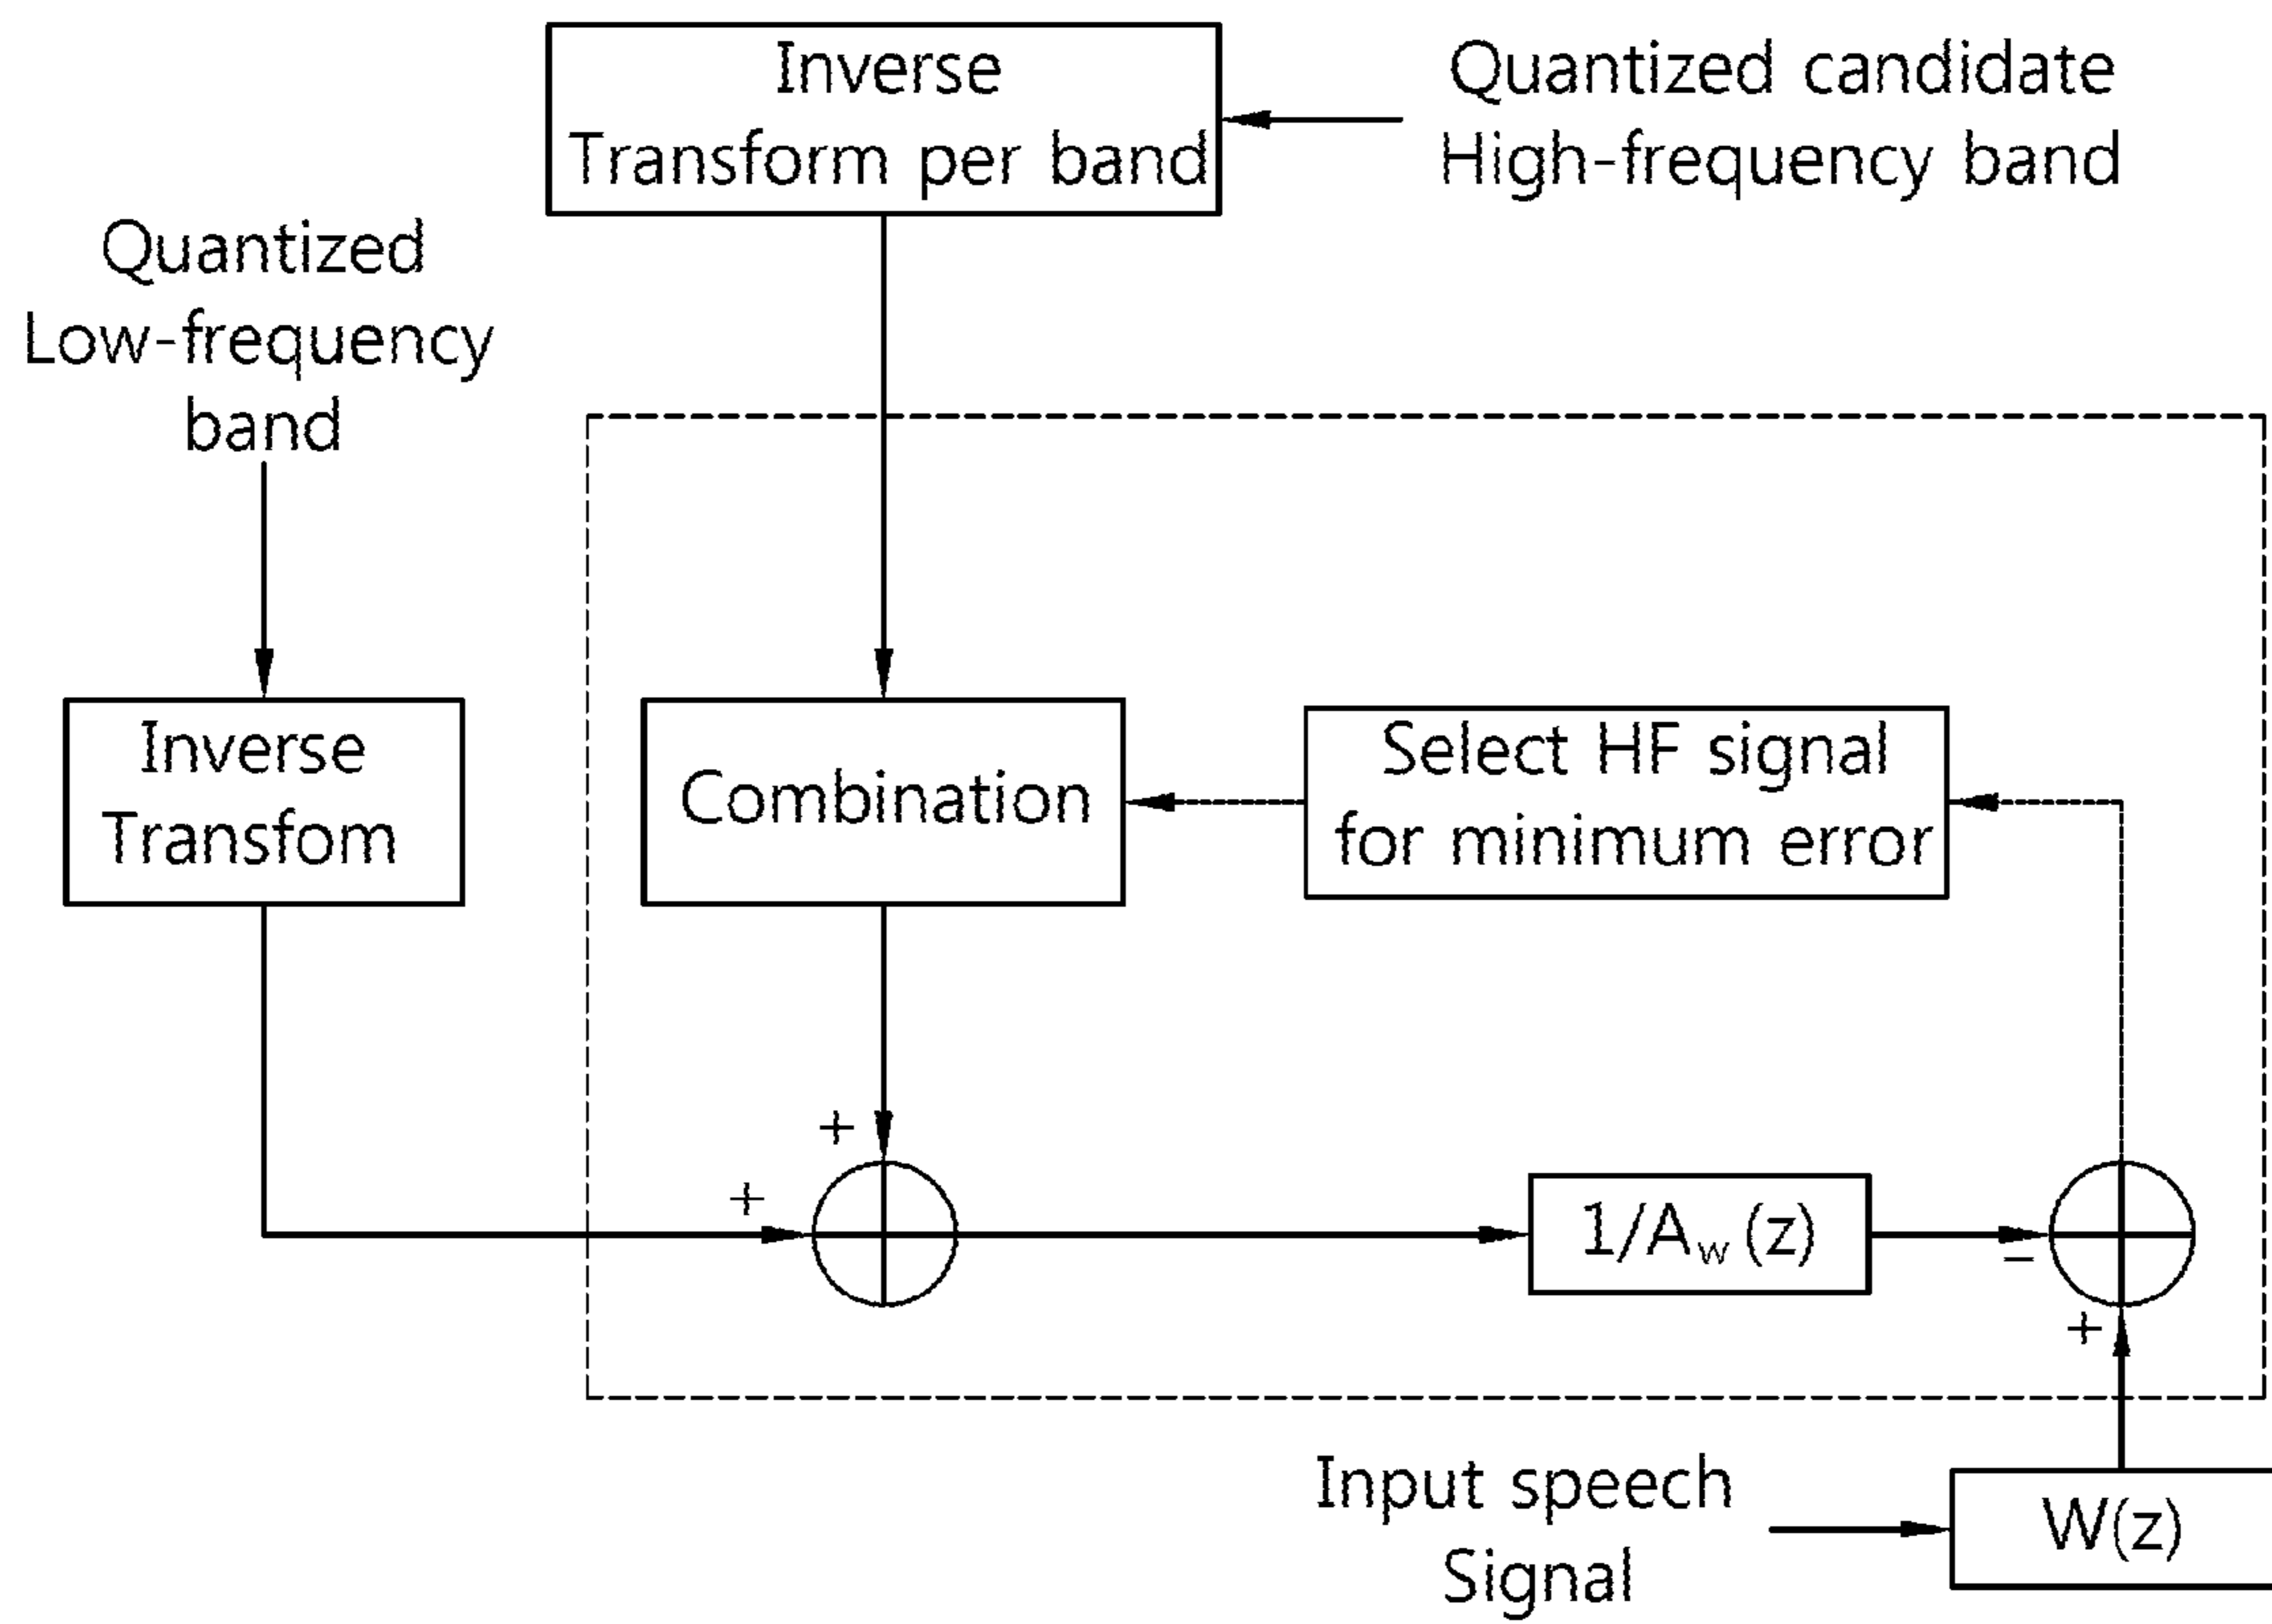 Inverse
Transform per band
Quantized candidate
High-frequency band
Quantized
Low-frequency
band
Inverse
Transfom
Combination
Select HF signal
for minimum error
+
+
1/Aw(z)
−
+
Input speech
Signal
W(z)